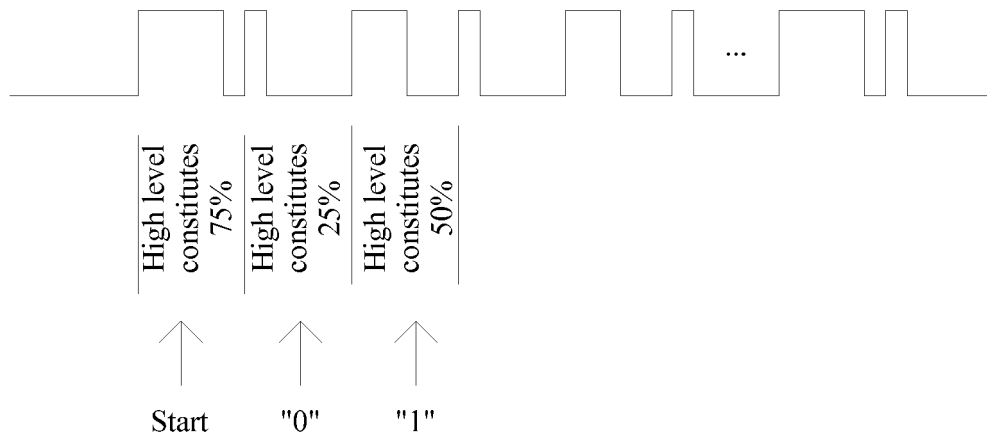 ...
High level
constitutes
75%
High level
constitutes
25%
High level
constitutes
50%
Start
"0"
"1"